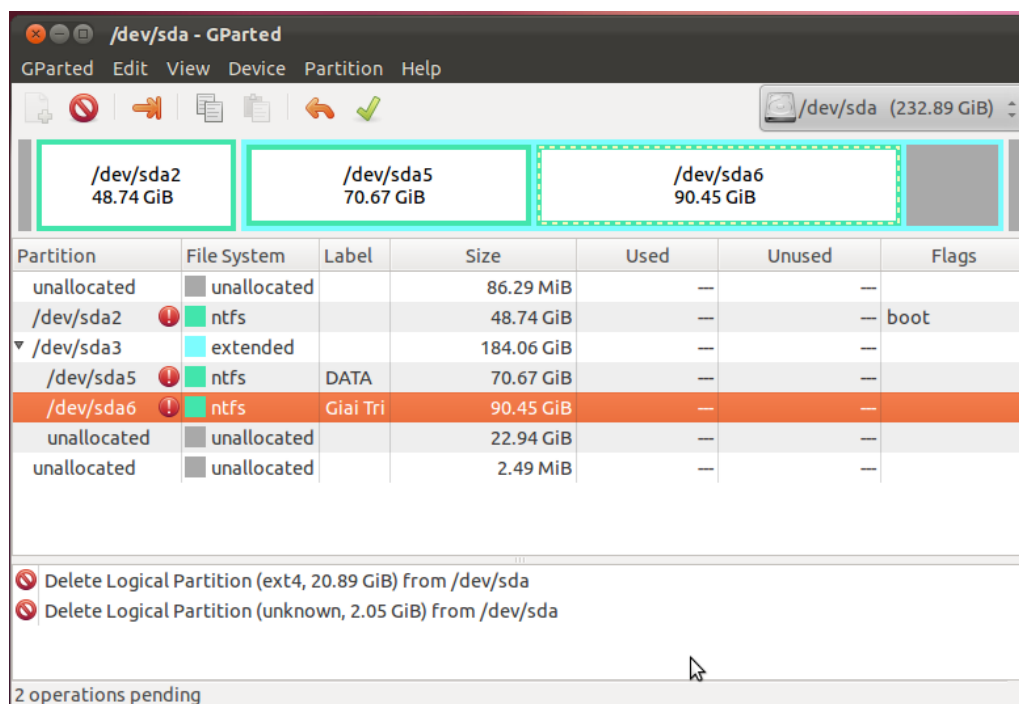 /dev/sda - GParted
GParted Edit View Device Partition Help
/dev/sda (232.89 GiB)
/dev/sda2 /dev/sda5 /dev/sda6
48.74 GiB 70.67 GiB 90.45 GiB
Partition File System Label Size Used Unused Flags
unallocated unallocated 86.29 MiB --- ---
/dev/sda2 ntfs 48.74 GiB --- --- boot
/dev/sda3 extended 184.06 GiB --- ---
/dev/sda5 ntfs DATA 70.67 GiB --- ---
/dev/sda6 ntfs Giai Tri 90.45 GiB --- ---
unallocated unallocated 22.94 GiB --- ---
unallocated unallocated 2.49 MiB --- ---
Delete Logical Partition (ext4, 20.89 GiB) from /dev/sda
Delete Logical Partition (unknown, 2.05 GiB) from /dev/sda
2 operations pending